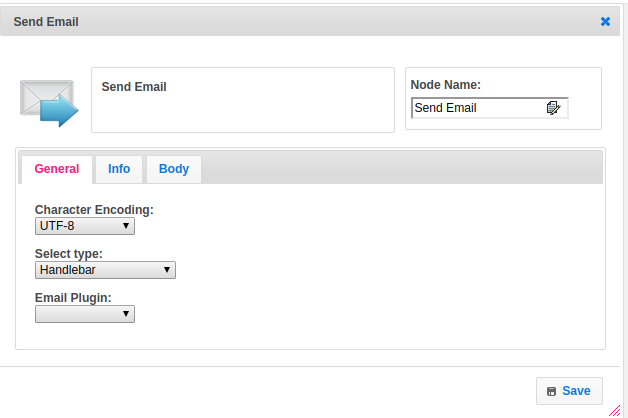 Send Email
Send Email
Node Name:
Send Email
General Info Body
Character Encoding:
UTF-8
Select type:
Handlebar
Email Plugin:
Save